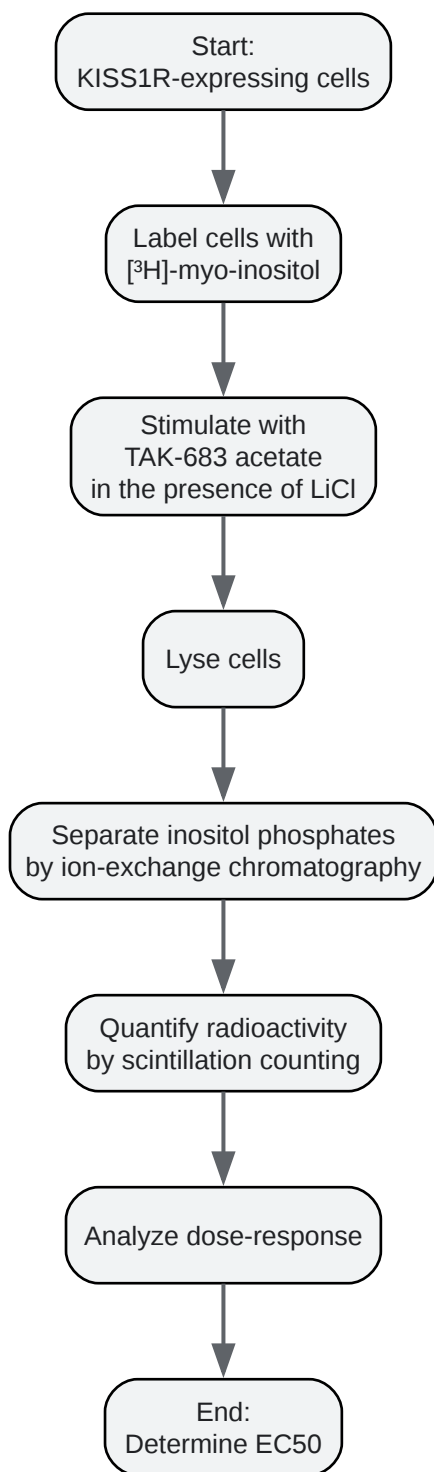 Start:
KISS1R-expressing cells
Label cells with
[³H]-myo-inositol
Stimulate with
TAK-683 acetate
in the presence of LiCl
Lyse cells
Separate inositol phosphates
by ion-exchange chromatography
Quantify radioactivity
by scintillation counting
Analyze dose-response
End:
Determine EC50